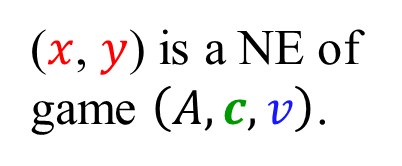 (x, y) is a NE of
game (A, c, v).